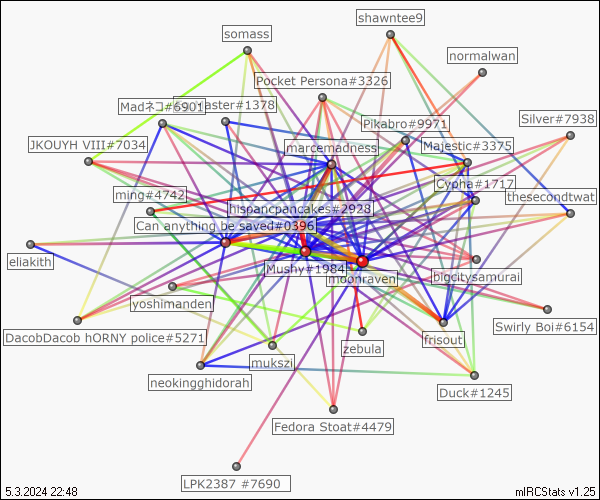 shawntee9
somass
normalwan
Pocket Persona#3326
Madネコ#6901
aster#1378
Silver#7938
Pikabro#9971
JKOUYH VIII#7034
marcemadness
Majestic#3375
Cypha#1717
ming#4742
thesecondtwat
hispancpancakes#2928
Can anything be saved#0396
eliakith
Mushy#1984
moonraven
bigcitysamurai
yoshimanden
Swirly Boi#6154
DacobDacob hORNY police#5271
frisout
zebula
mukszi
neokingghidorah
Duck#1245
Fedora Stoat#4479
LPK2387 #7690
5.3.2024 22:48
mIRCStats v1.25